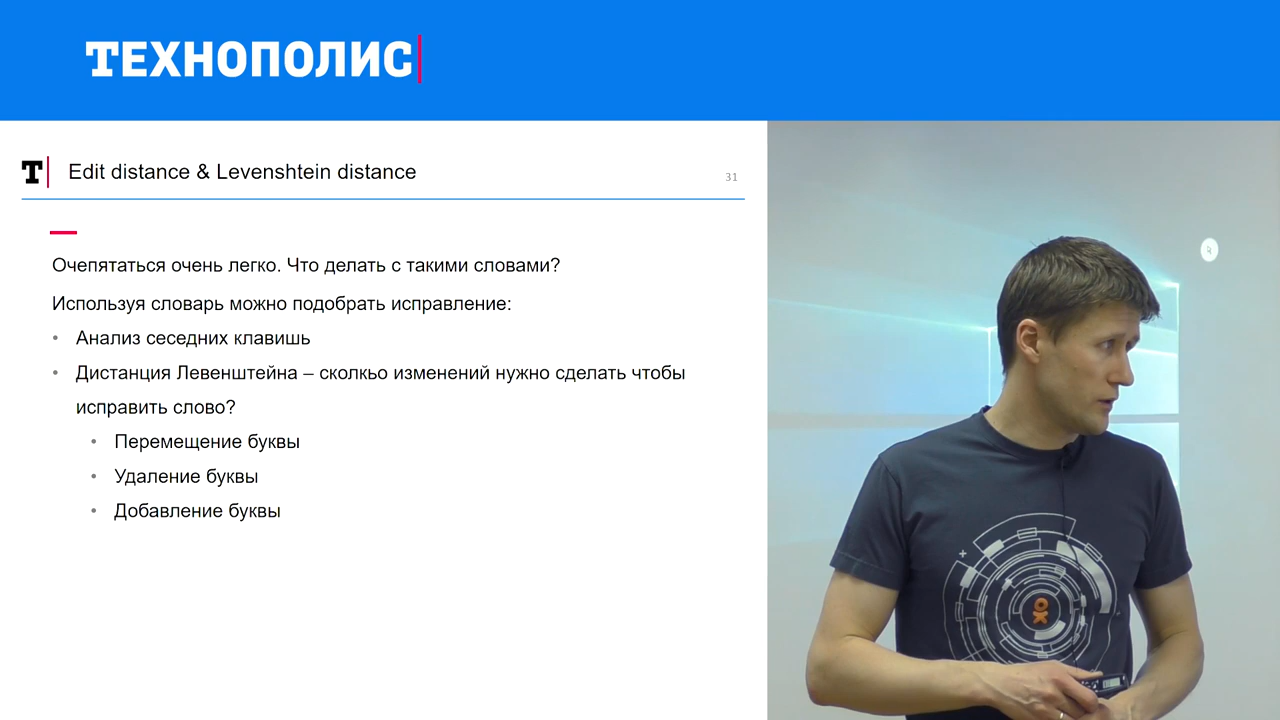 ТЕХНОПОЛИС
T Edit distance & Levenshtein distance
31
Очепятаться очень легко. Что делать с такими словами?
Используя словарь можно подобрать исправление:
• Анализ сеседних клавишь
• Дистанция Левенштейна – сколкьо изменений нужно сделать чтобы
исправить слово?
• Перемещение буквы
• Удаление буквы
• Добавление буквы